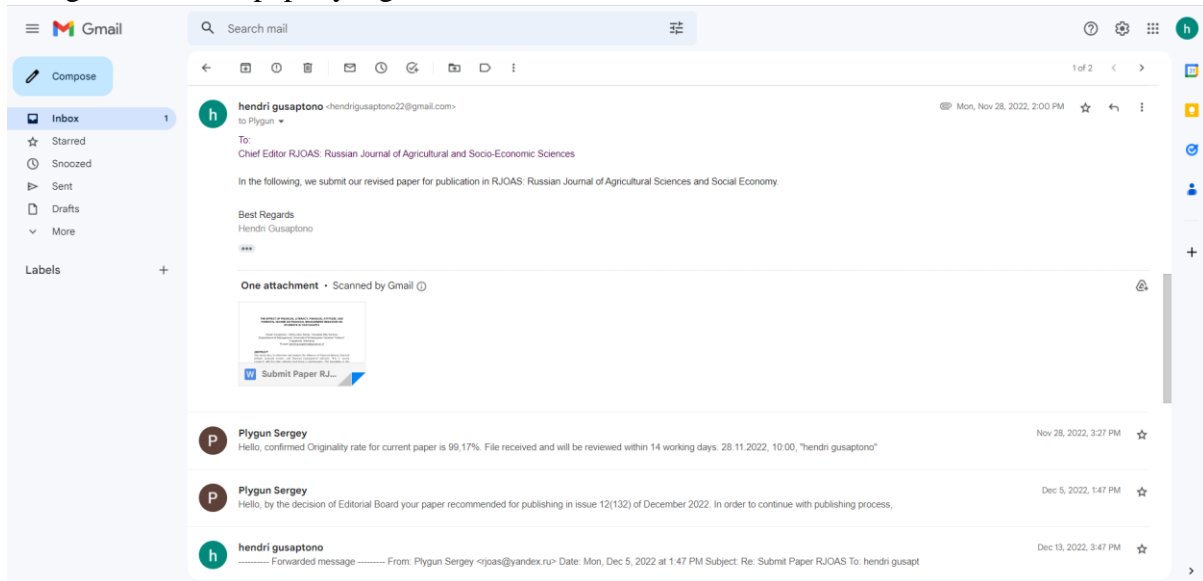 Gmail
Search mail
Compose
1 of 2
Inbox 1
Starred
Snoozed
Sent
Drafts
More
Labels
hendri gusaptono <hendrigusaptono22@gmail.com>
Mon, Nov 28, 2022, 2:00 PM
to Plygun
To:
Chief Editor RJOAS: Russian Journal of Agricultural and Socio-Economic Sciences
In the following, we submit our revised paper for publication in RJOAS: Russian Journal of Agricultural Sciences and Social Economy.
Best Regards
Hendri Gusaptono
One attachment • Scanned by Gmail
W Submit Paper RJ...
P
Plygun Sergey
Nov 28, 2022, 3:27 PM
Hello, confirmed Originality rate for current paper is 99,17%. File received and will be reviewed within 14 working days. 28.11.2022, 10:00, "hendri gusaptono"
P
Plygun Sergey
Dec 5, 2022, 1:47 PM
Hello, by the decision of Editorial Board your paper recommended for publishing in issue 12(132) of December 2022. In order to continue with publishing process,
h
hendri gusaptono
Dec 13, 2022, 3:47 PM
---------- Forwarded message --------- From: Plygun Sergey <rjoas@yandex.ru> Date: Mon, Dec 5, 2022 at 1:47 PM Subject: Re: Submit Paper RJOAS To: hendri gusapt